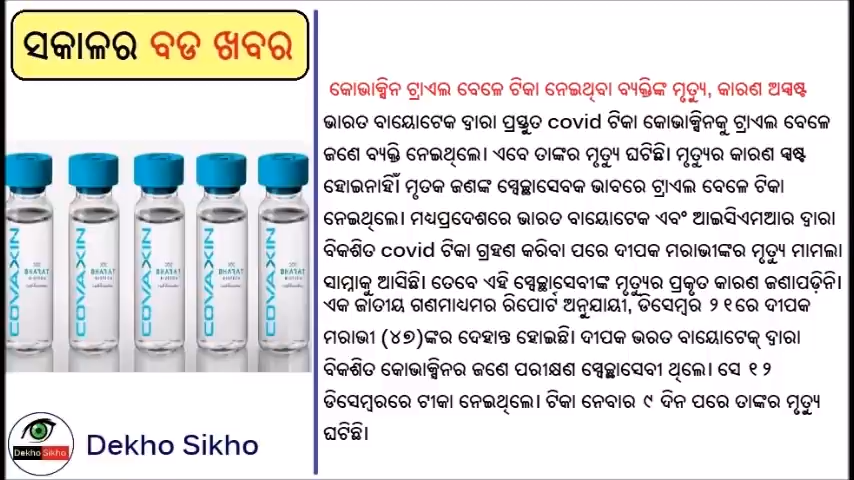 ସକାଳର ବଡ ଖବର
କୋଭାକ୍ସିନ ଟ୍ରାଏଲ ବେଳେ ଟିକା ନେଇଥିବା ବ୍ୟକ୍ତିଙ୍କ ମୃତ୍ୟୁ, କାରଣ ଅସ୍ପଷ୍ଟ
ଭାରତ ବାୟୋଟେକ ଦ୍ୱାରା ପ୍ରସ୍ତୁତ covid ଟିକା କୋଭାକ୍ସିନକୁ ଟ୍ରାଏଲ ବେଳେ
ଜଣେ ବ୍ୟକ୍ତି ନେଇଥିଲେ। ଏବେ ତାଙ୍କର ମୃତ୍ୟୁ ଘଟିଛି। ମୃତ୍ୟୁର କାରଣ ସ୍ପଷ୍ଟ
ହୋଇନାହିଁ। ମୃତକ ଜଣଙ୍କ ସ୍ୱେଚ୍ଛାସେବକ ଭାବରେ ଟ୍ରାଏଲ ବେଳେ ଟିକା
ନେଇଥିଲେ। ମଧ୍ୟପ୍ରଦେଶରେ ଭାରତ ବାୟୋଟେକ ଏବଂ ଆଇସିଏମଆର ଦ୍ୱାରା
ବିକଶିତ covid ଟିକା ଗ୍ରହଣ କରିବା ପରେ ଦୀପକ ମରାଭୀଙ୍କର ମୃତ୍ୟୁ ମାମଲା
ସାମ୍ନାକୁ ଆସିଛି। ତେବେ ଏହି ସ୍ୱେଚ୍ଛାସେବୀଙ୍କ ମୃତ୍ୟୁର ପ୍ରକୃତ କାରଣ ଜଣାପଡ଼ିନି।
ଏକ ଜାତୀୟ ଗଣମାଧ୍ୟମର ରିପୋର୍ଟ ଅନୁଯାୟୀ, ଡିସେମ୍ବର ୨୧ରେ ଦୀପକ
ମରାଭୀ (୪୭)ଙ୍କର ଦେହାନ୍ତ ହୋଇଛି। ଦୀପକ ଭରତ ବାୟୋଟେକ୍ ଦ୍ୱାରା
ବିକଶିତ କୋଭାକ୍ସିନର ଜଣେ ପରୀକ୍ଷଣ ସ୍ୱେଚ୍ଛାସେବୀ ଥିଲେ। ସେ ୧୨
ଡିସେମ୍ବରରେ ଟୀକା ନେଇଥିଲେ। ଟିକା ନେବାର ୯ ଦିନ ପରେ ତାଙ୍କର ମୃତ୍ୟୁ
ଘଟିଛି।
COVAXIN
COVAXIN
COVAXIN
COVAXIN
COVAXIN
Dekho Sikho
Dekho Sikho